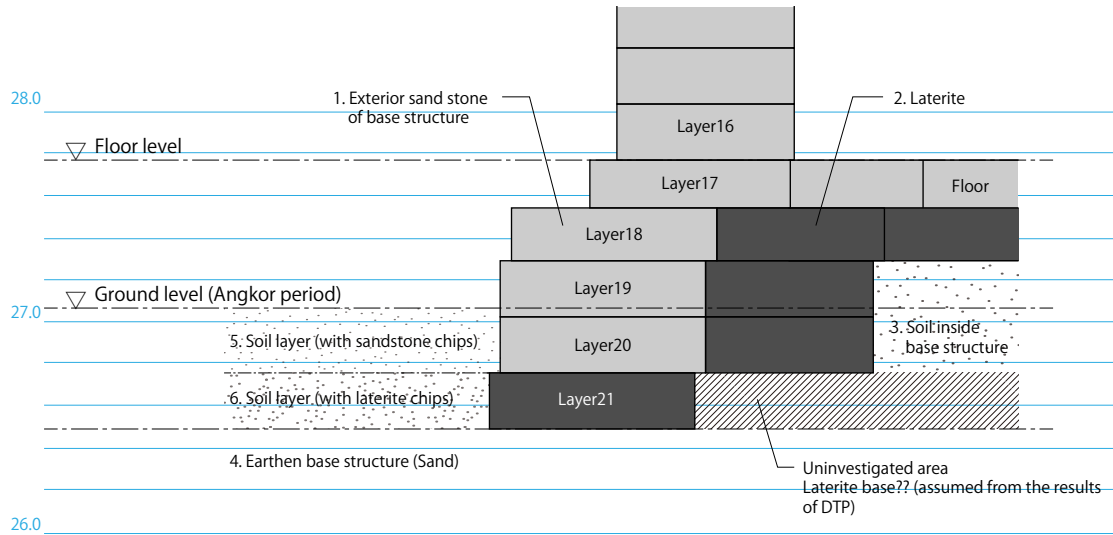 28.0
1. Exterior sand stone
of base structure
2. Laterite
Layer16
Floor level
Layer17
Floor
Layer18
Layer19
Ground level (Angkor period)
27.0
5. Soil layer (with sandstone chips)
Layer20
3. Soil inside
base structure
6. Soil layer (with laterite chips)
Layer21
4. Earthen base structure (Sand)
Uninvestigated area
Laterite base?? (assumed from the results
of DTP)
26.0